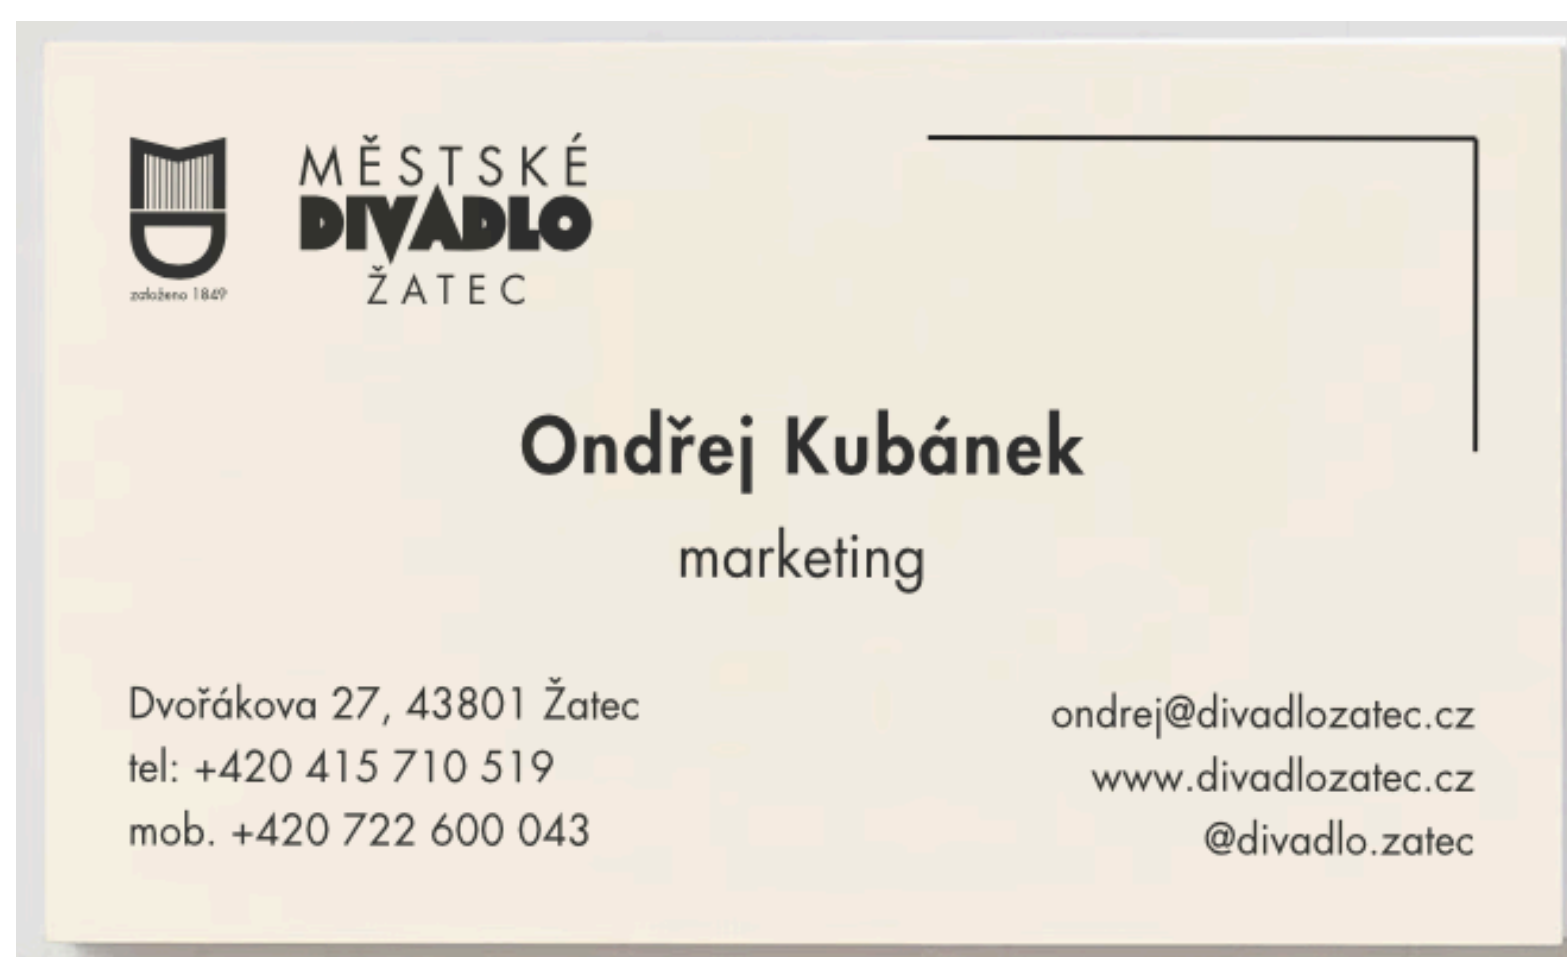 založeno 1849
MĚSTSKÉ
DIVADLO
ŽATEC
Ondřej Kubánek
marketing
Dvořákova 27, 43801 Žatec
tel: +420 415 710 519
mob. +420 722 600 043
ondrej@divadlozatec.cz
www.divadlozatec.cz
@divadlo.zatec